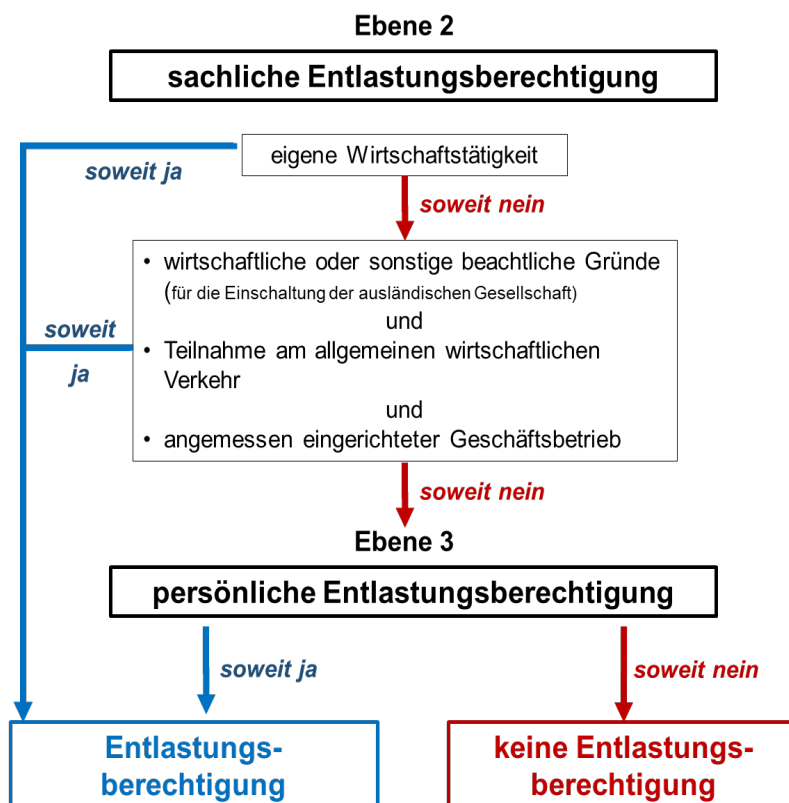 Ebene 2
sachliche Entlastungsberechtigung
eigene Wirtschaftstätigkeit
soweit ja
soweit nein
• wirtschaftliche oder sonstige beachtliche Gründe
(für die Einschaltung der ausländischen Gesellschaft)
und
soweit
ja
• Teilnahme am allgemeinen wirtschaftlichen
Verkehr
und
• angemessen eingerichteter Geschäftsbetrieb
soweit nein
Ebene 3
persönliche Entlastungsberechtigung
soweit ja
soweit nein
Entlastungs-
berechtigung
keine Entlastungs-
berechtigung